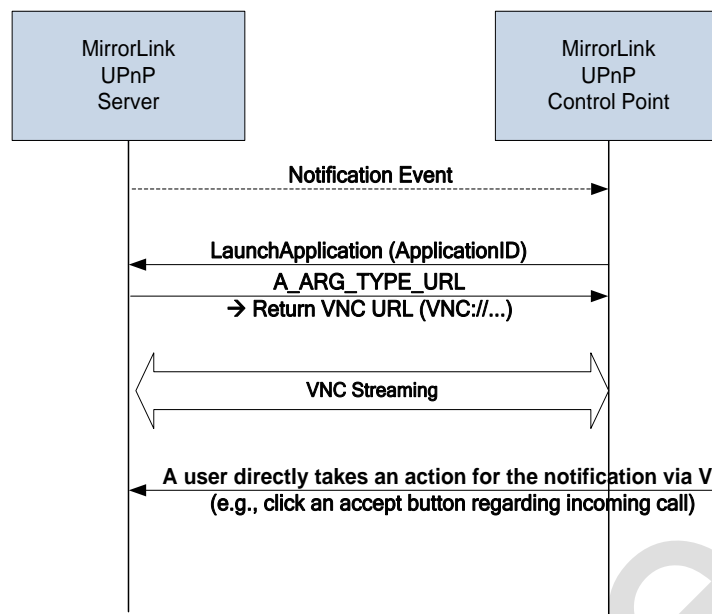 MirrorLink
UPnP
Server
MirrorLink
UPnP
Control Point
Notification Event
LaunchApplication (ApplicationID)
A_ARG_TYPE_URL
→ Return VNC URL (VNC://...)
VNC Streaming
A user directly takes an action for the notification via V
(e.g., click an accept button regarding incoming call)